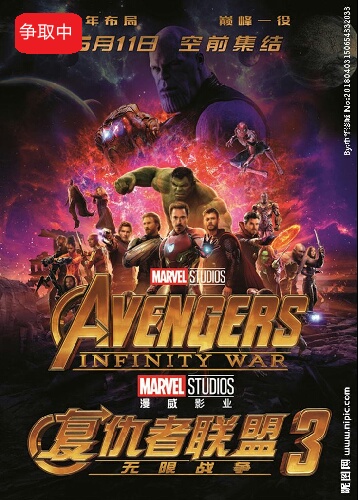 争取中
年布局 巅峰一役
5月11日 空前集结
MARVEL STUDIOS
AVENGERS
INFINITY WAR
MARVEL STUDIOS
漫威影业
复仇者联盟3
无限战争
昵图网 www.nipic.com
No:20180403150654332033